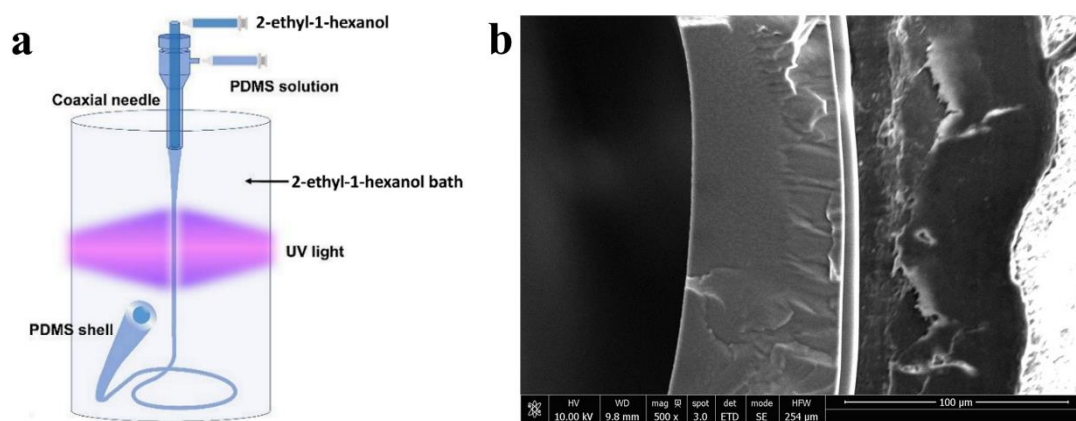 a
2-ethyl-1-hexanol
PDMS solution
Coaxial needle
2-ethyl-1-hexanol bath
UV light
PDMS shell
b
HV WD mag spot det mode HFW
10.00 kV 9.8 mm 500 x 3.0 ETD SE 254 µm
100 µm